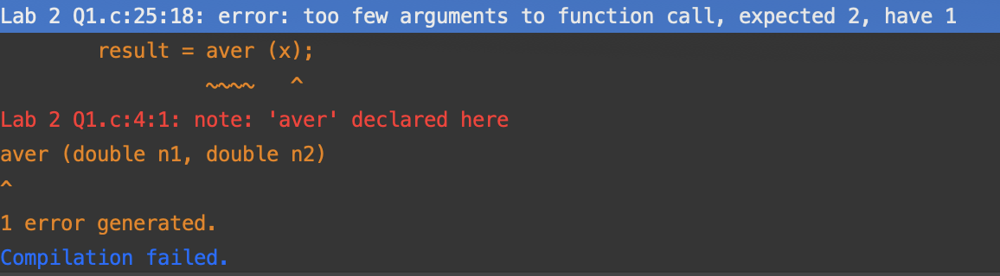 Lab 2 Q1.c:25:18: error: too few arguments to function call, expected 2, have 1
result = aver (x);
~~~~ ^
Lab 2 Q1.c:4:1: note: 'aver' declared here
aver (double n1, double n2)
^
1 error generated.
Compilation failed.